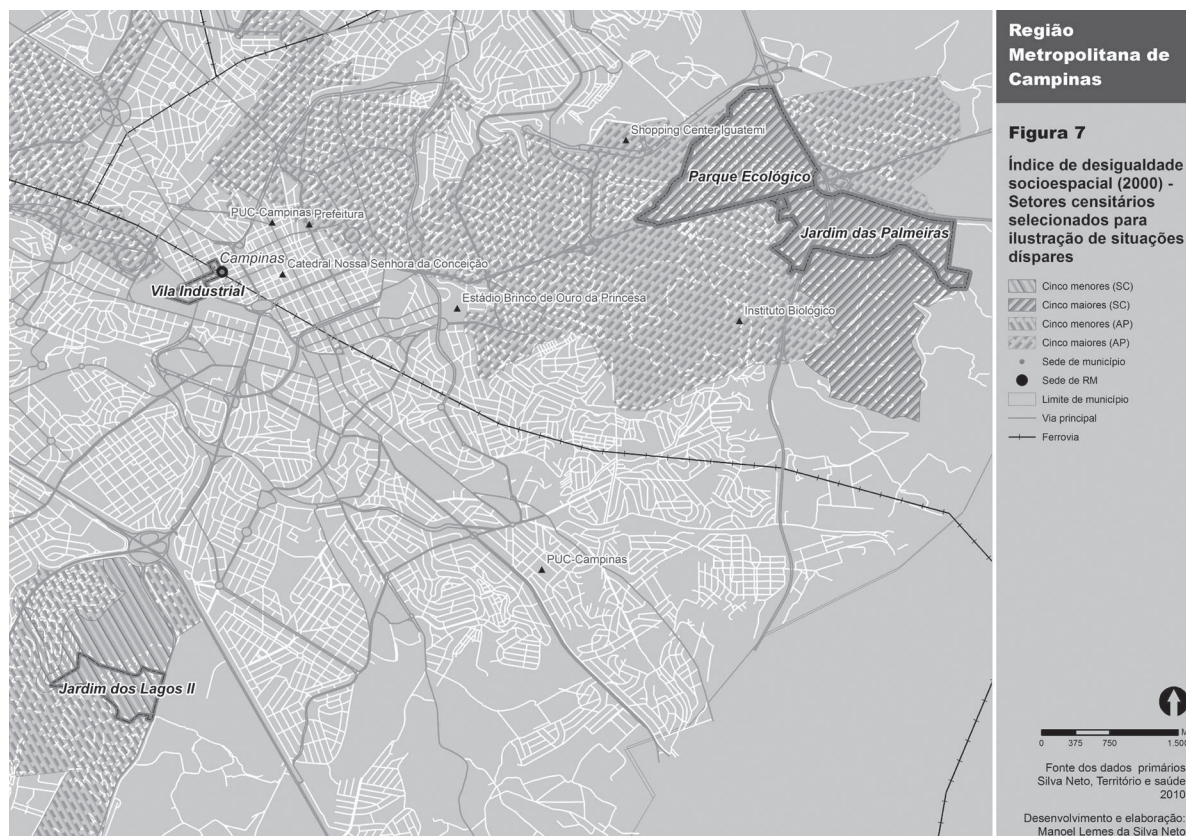 Região
Metropolitana de
Campinas
Figura 7
Índice de desigualdade
socioespacial (2000) -
Setores censitários
selecionados para
ilustração de situações
díspares
Cinco menores (SC)
Cinco maiores (SC)
Cinco menores (AP)
Cinco maiores (AP)
Sede de município
Sede de RM
Limite de município
Via principal
Ferrovia
Shopping Center Iguatemi
Parque Ecológico
Jardim das Palmeiras
PUC-Campinas
Prefeitura
Campinas
Catedral Nossa Senhora da Conceição
Vila Industrial
Estádio Brinco de Ouro da Princesa
Instituto Biológico
PUC-Campinas
Jardim dos Lagos II
M
0 375 750 1.500
Fonte dos dados primários
Silva Neto, Território e saúde
2010
Desenvolvimento e elaboração:
Manoel Lemes da Silva Neto